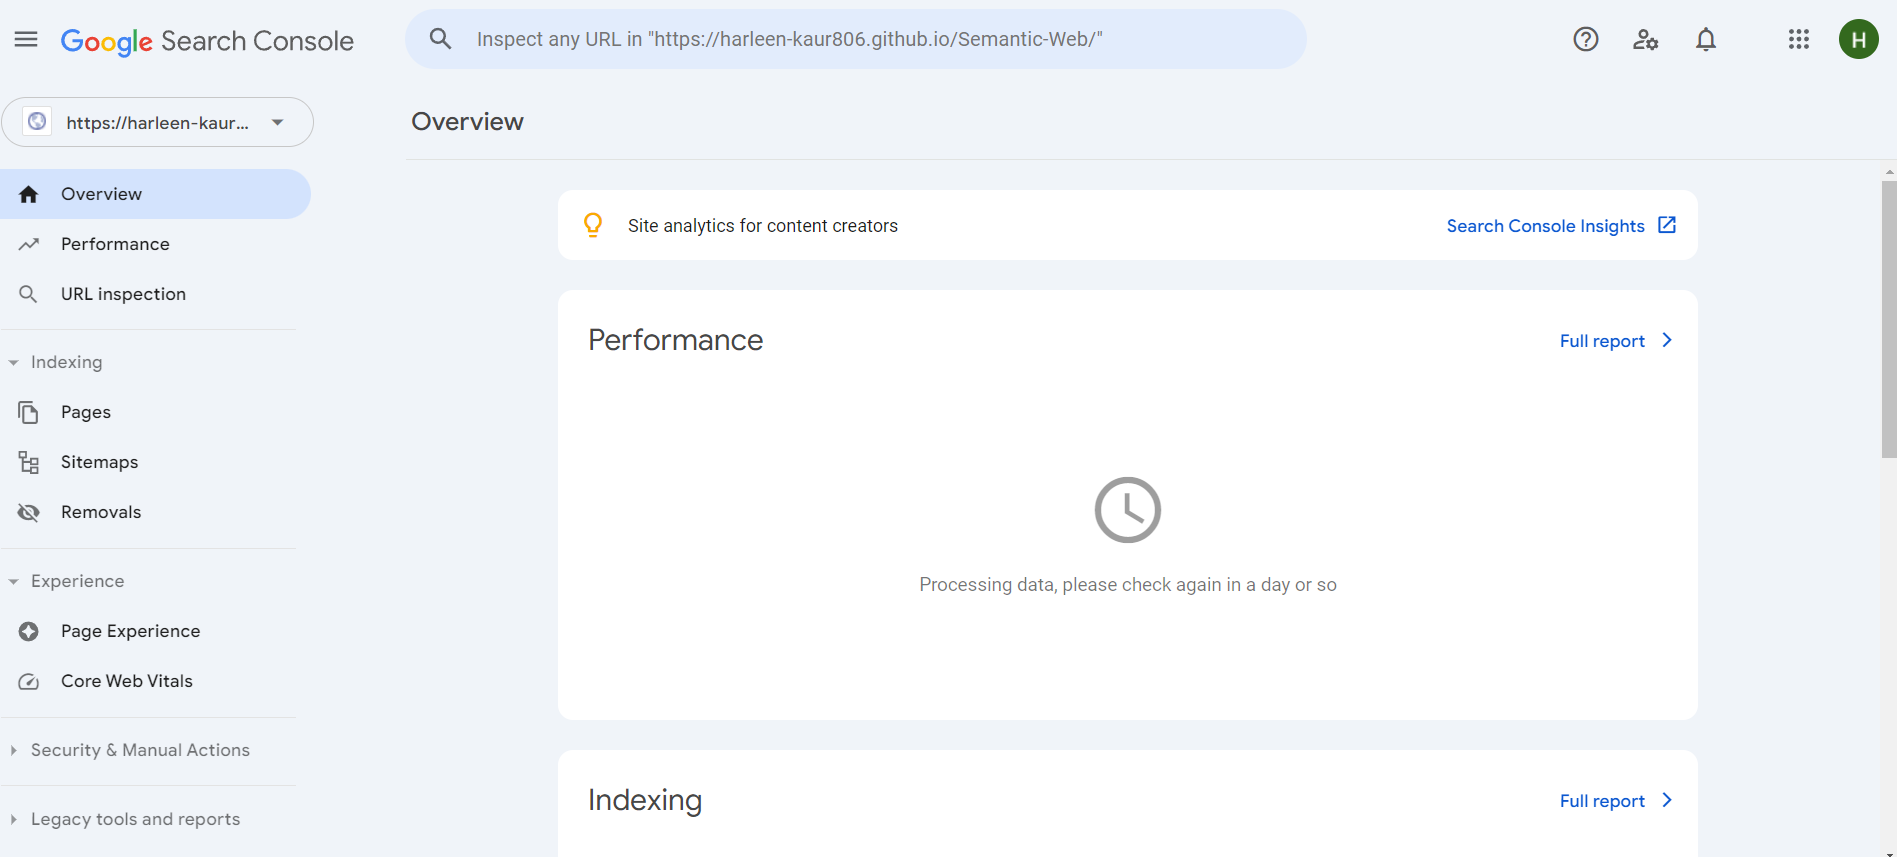 Google Search Console
Inspect any URL in "https://harleen-kaur806.github.io/Semantic-Web/"
H
https://harleen-kaur...
Overview
Performance
URL inspection
Indexing
Pages
Sitemaps
Removals
Experience
Page Experience
Core Web Vitals
Security & Manual Actions
Legacy tools and reports
Overview
Site analytics for content creators
Search Console Insights
Performance
Full report
Processing data, please check again in a day or so
Indexing
Full report